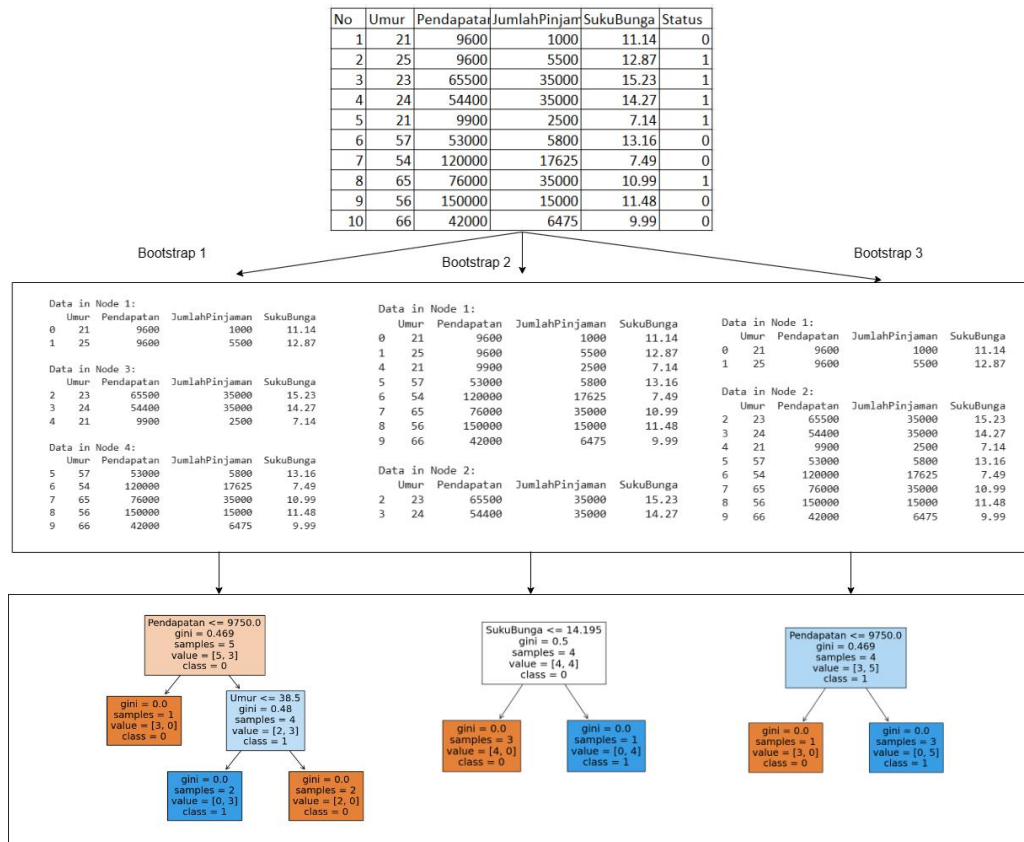 No Umur Pendapatan JumlahPinjam SukuBunga Status
1 21 9600 1000 11.14 0
2 25 9600 5500 12.87 1
3 23 65500 35000 15.23 1
4 24 54400 35000 14.27 1
5 21 9900 2500 7.14 1
6 57 53000 5800 13.16 0
7 54 120000 17625 7.49 0
8 65 76000 35000 10.99 1
9 56 150000 15000 11.48 0
10 66 42000 6475 9.99 0
Bootstrap 1
Bootstrap 2
Bootstrap 3
Data in Node 1:
Umur Pendapatan JumlahPinjaman SukuBunga
0 21 9600 1000 11.14
1 25 9600 5500 12.87
Data in Node 3:
Umur Pendapatan JumlahPinjaman SukuBunga
2 23 65500 35000 15.23
3 24 54400 35000 14.27
4 21 9900 2500 7.14
Data in Node 4:
Umur Pendapatan JumlahPinjaman SukuBunga
5 57 53000 5800 13.16
6 54 120000 17625 7.49
7 65 76000 35000 10.99
8 56 150000 15000 11.48
9 66 42000 6475 9.99
Data in Node 1:
Umur Pendapatan JumlahPinjaman SukuBunga
0 21 9600 1000 11.14
1 25 9600 5500 12.87
4 21 9900 2500 7.14
5 57 53000 5800 13.16
6 54 120000 17625 7.49
7 65 76000 35000 10.99
8 56 150000 15000 11.48
9 66 42000 6475 9.99
Data in Node 2:
Umur Pendapatan JumlahPinjaman SukuBunga
2 23 65500 35000 15.23
3 24 54400 35000 14.27
Data in Node 1:
Umur Pendapatan JumlahPinjaman SukuBunga
0 21 9600 1000 11.14
1 25 9600 5500 12.87
Data in Node 2:
Umur Pendapatan JumlahPinjaman SukuBunga
2 23 65500 35000 15.23
3 24 54400 35000 14.27
4 21 9900 2500 7.14
5 57 53000 5800 13.16
6 54 120000 17625 7.49
7 65 76000 35000 10.99
8 56 150000 15000 11.48
9 66 42000 6475 9.99
Pendapatan <= 9750.0
gini = 0.469
samples = 5
value = [5, 3]
class = 0
gini = 0.0
samples = 1
value = [3, 0]
class = 0
Umur <= 38.5
gini = 0.48
samples = 4
value = [2, 3]
class = 1
gini = 0.0
samples = 2
value = [0, 3]
class = 1
gini = 0.0
samples = 2
value = [2, 0]
class = 0
SukuBunga <= 14.195
gini = 0.5
samples = 4
value = [4, 4]
class = 0
gini = 0.0
samples = 3
value = [4, 0]
class = 0
gini = 0.0
samples = 1
value = [0, 4]
class = 1
Pendapatan <= 9750.0
gini = 0.469
samples = 4
value = [3, 5]
class = 1
gini = 0.0
samples = 1
value = [3, 0]
class = 0
gini = 0.0
samples = 3
value = [0, 5]
class = 1